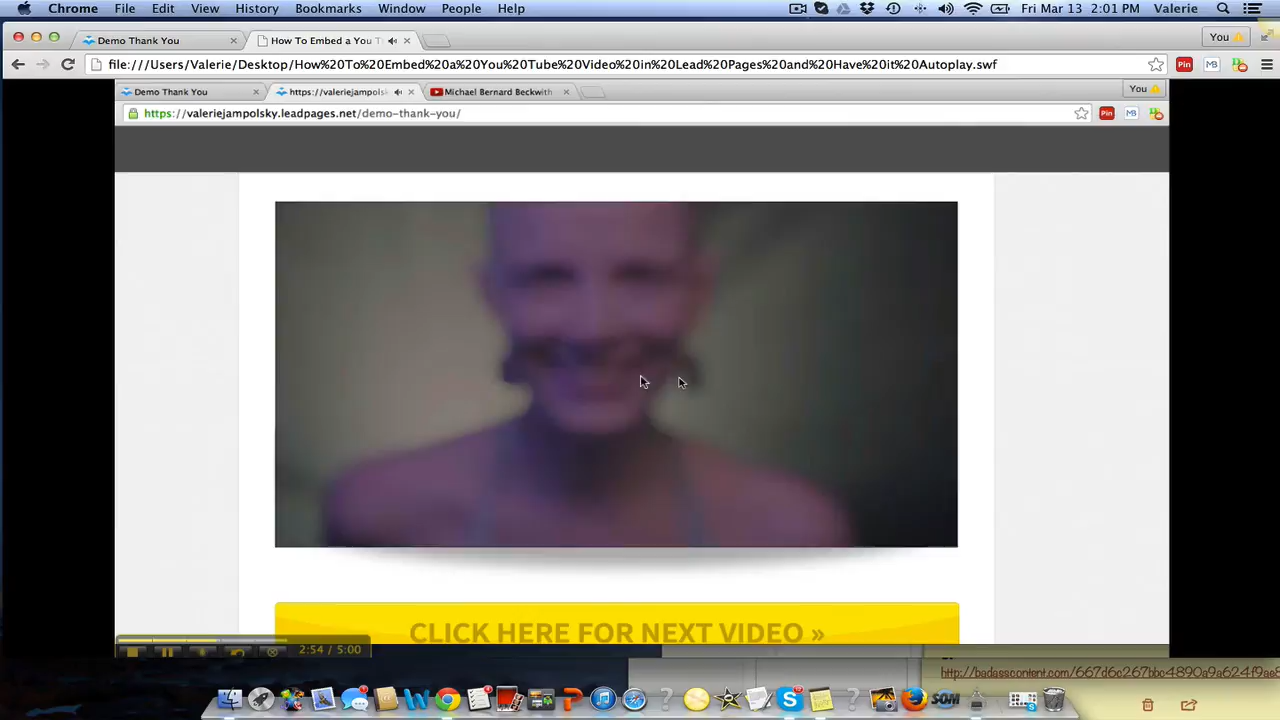 Chrome File Edit View History Bookmarks Window People Help Fri Mar 13 2:01 PM Valerie
Demo Thank You How To Embed a You T You
file:///Users/Valerie/Desktop/How%20To%20Embed%20a%20You%20Tube%20Video%20in%20Lead%20Pages%20and%20Have%20it%20Autoplay.swf Pin MB
Demo Thank You https://valeriejampolsk Michael Bernard Beckwith You
https://valeriejampolsky.leadpages.net/demo-thank-you/ Pin MB
CLICK HERE FOR NEXT VIDEO »
2:54 / 5:00
SOM